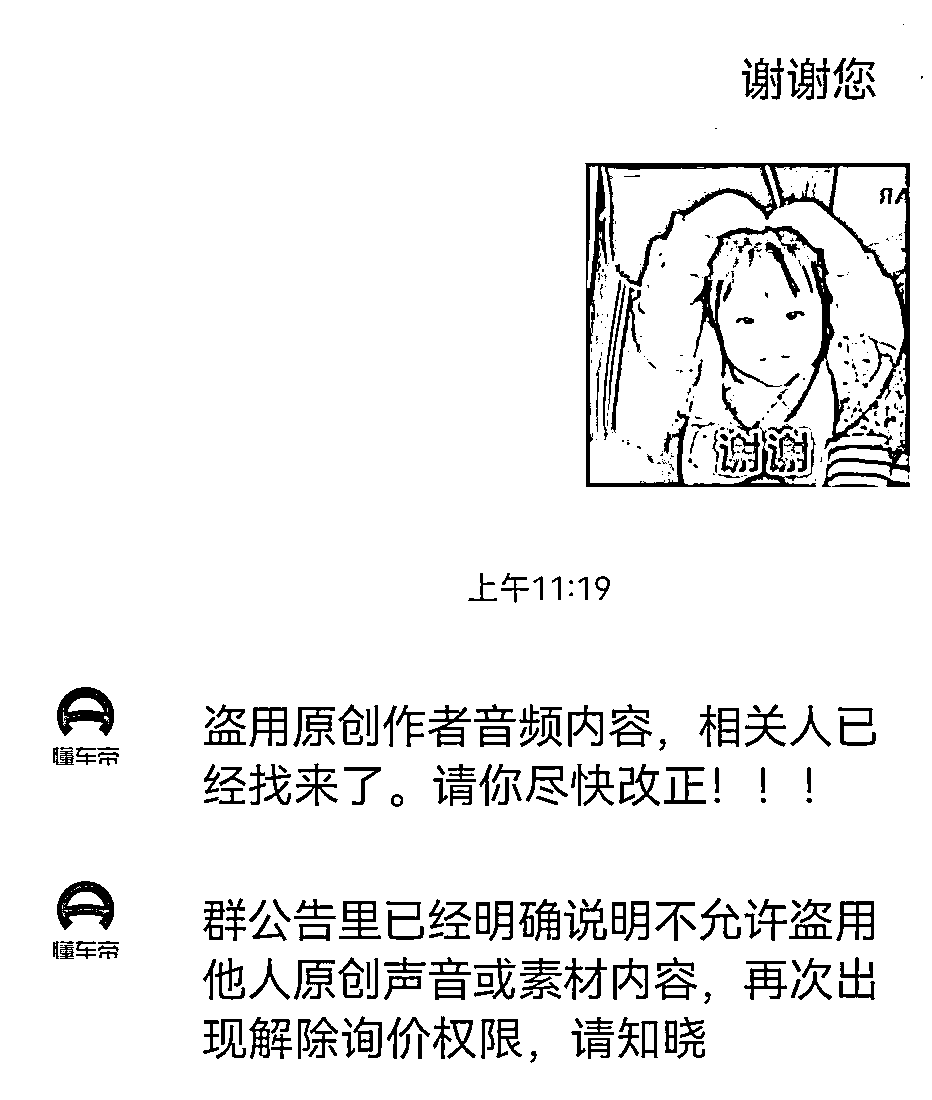 谢谢您
ЯA
谢谢
上午11:19
盗用原创作者音频内容，相关人已
经找来了。请你尽快改正！！！
懂车帝
群公告里已经明确说明不允许盗用
他人原创声音或素材内容，再次出
现解除询价权限，请知晓
懂车帝